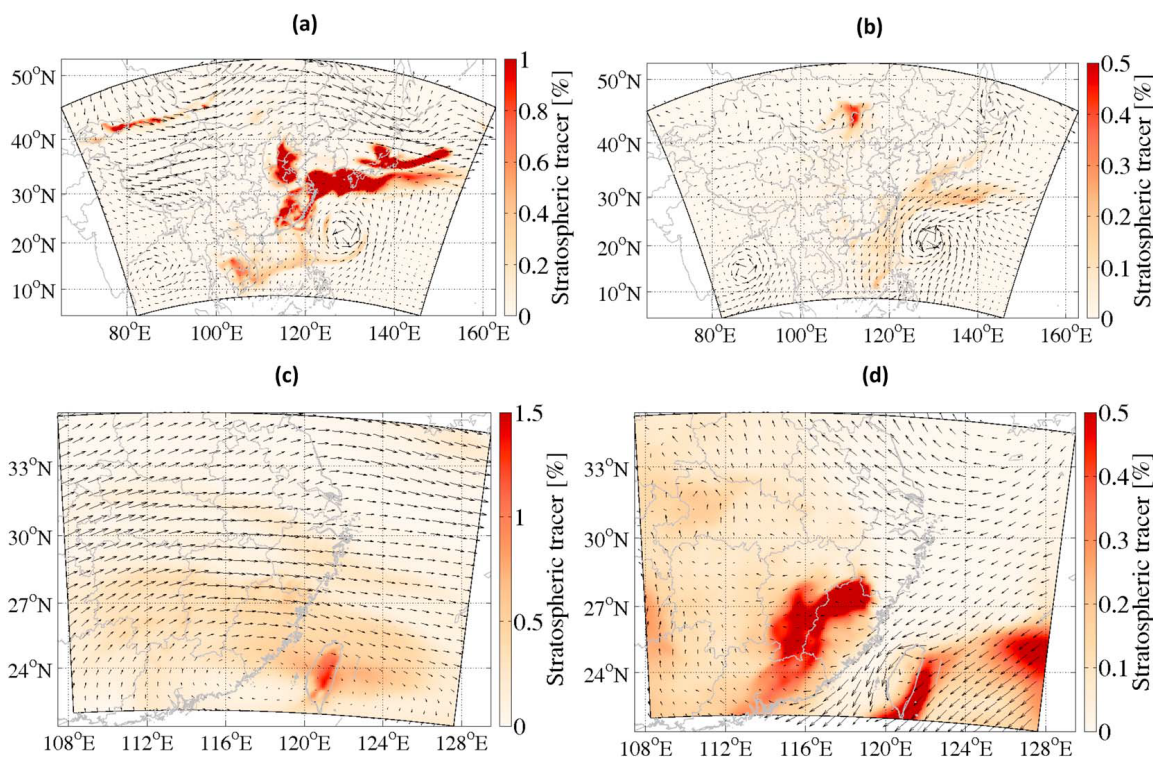 (a)
50°N
40°N
30°N
20°N
10°N
80°E
100°E
120°E
140°E
160°E
1
0.8
0.6
0.4
0.2
0
Stratospheric tracer [%]
(b)
50°N
40°N
30°N
20°N
10°N
80°E
100°E
120°E
140°E
160°E
0.5
0.4
0.3
0.2
0.1
0
Stratospheric tracer [%]
(c)
33°N
30°N
27°N
24°N
108°E
112°E
116°E
120°E
124°E
128°E
1.5
1
0.5
0
Stratospheric tracer [%]
(d)
33°N
30°N
27°N
24°N
108°E
112°E
116°E
120°E
124°E
128°E
0.5
0.4
0.3
0.2
0.1
0
Stratospheric tracer [%]